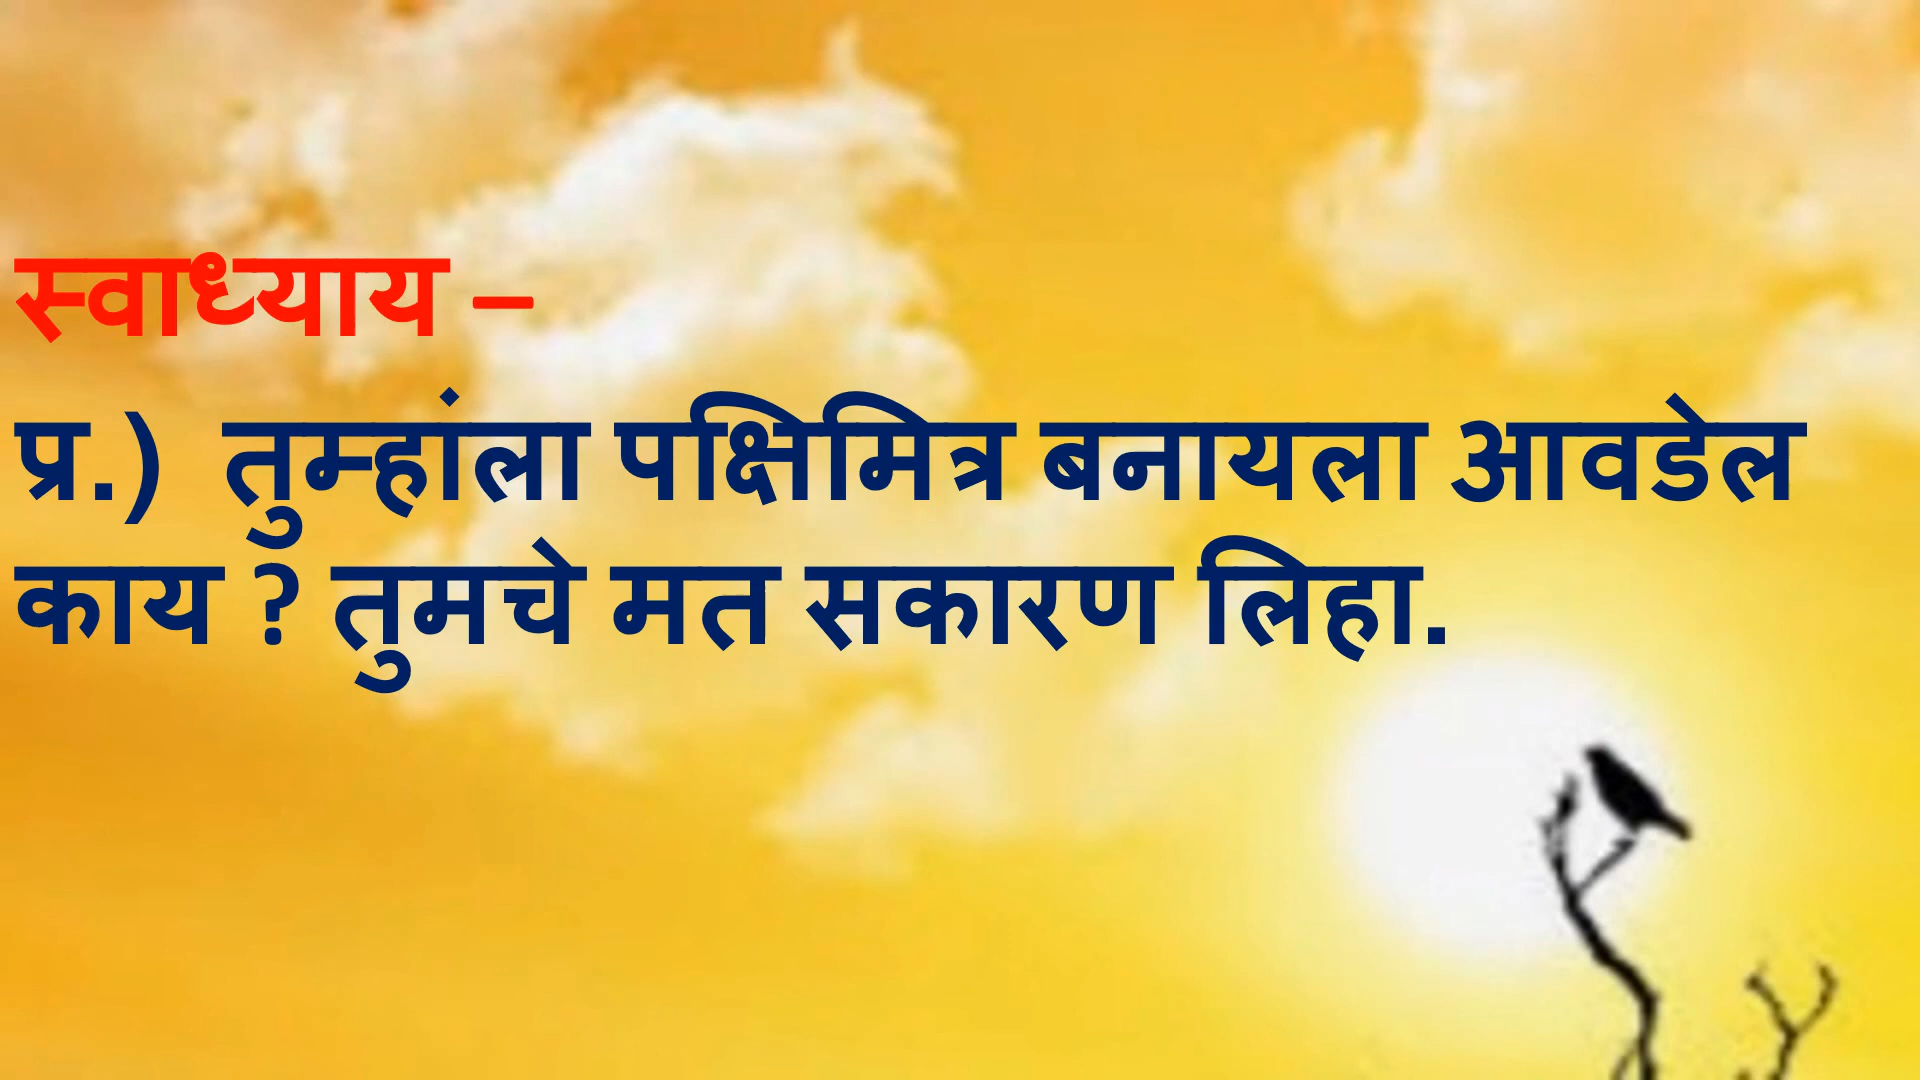 स्वाध्याय –
प्र.) तुम्हांला पक्षिमित्र बनायला आवडेल
काय ? तुमचे मत सकारण लिहा.